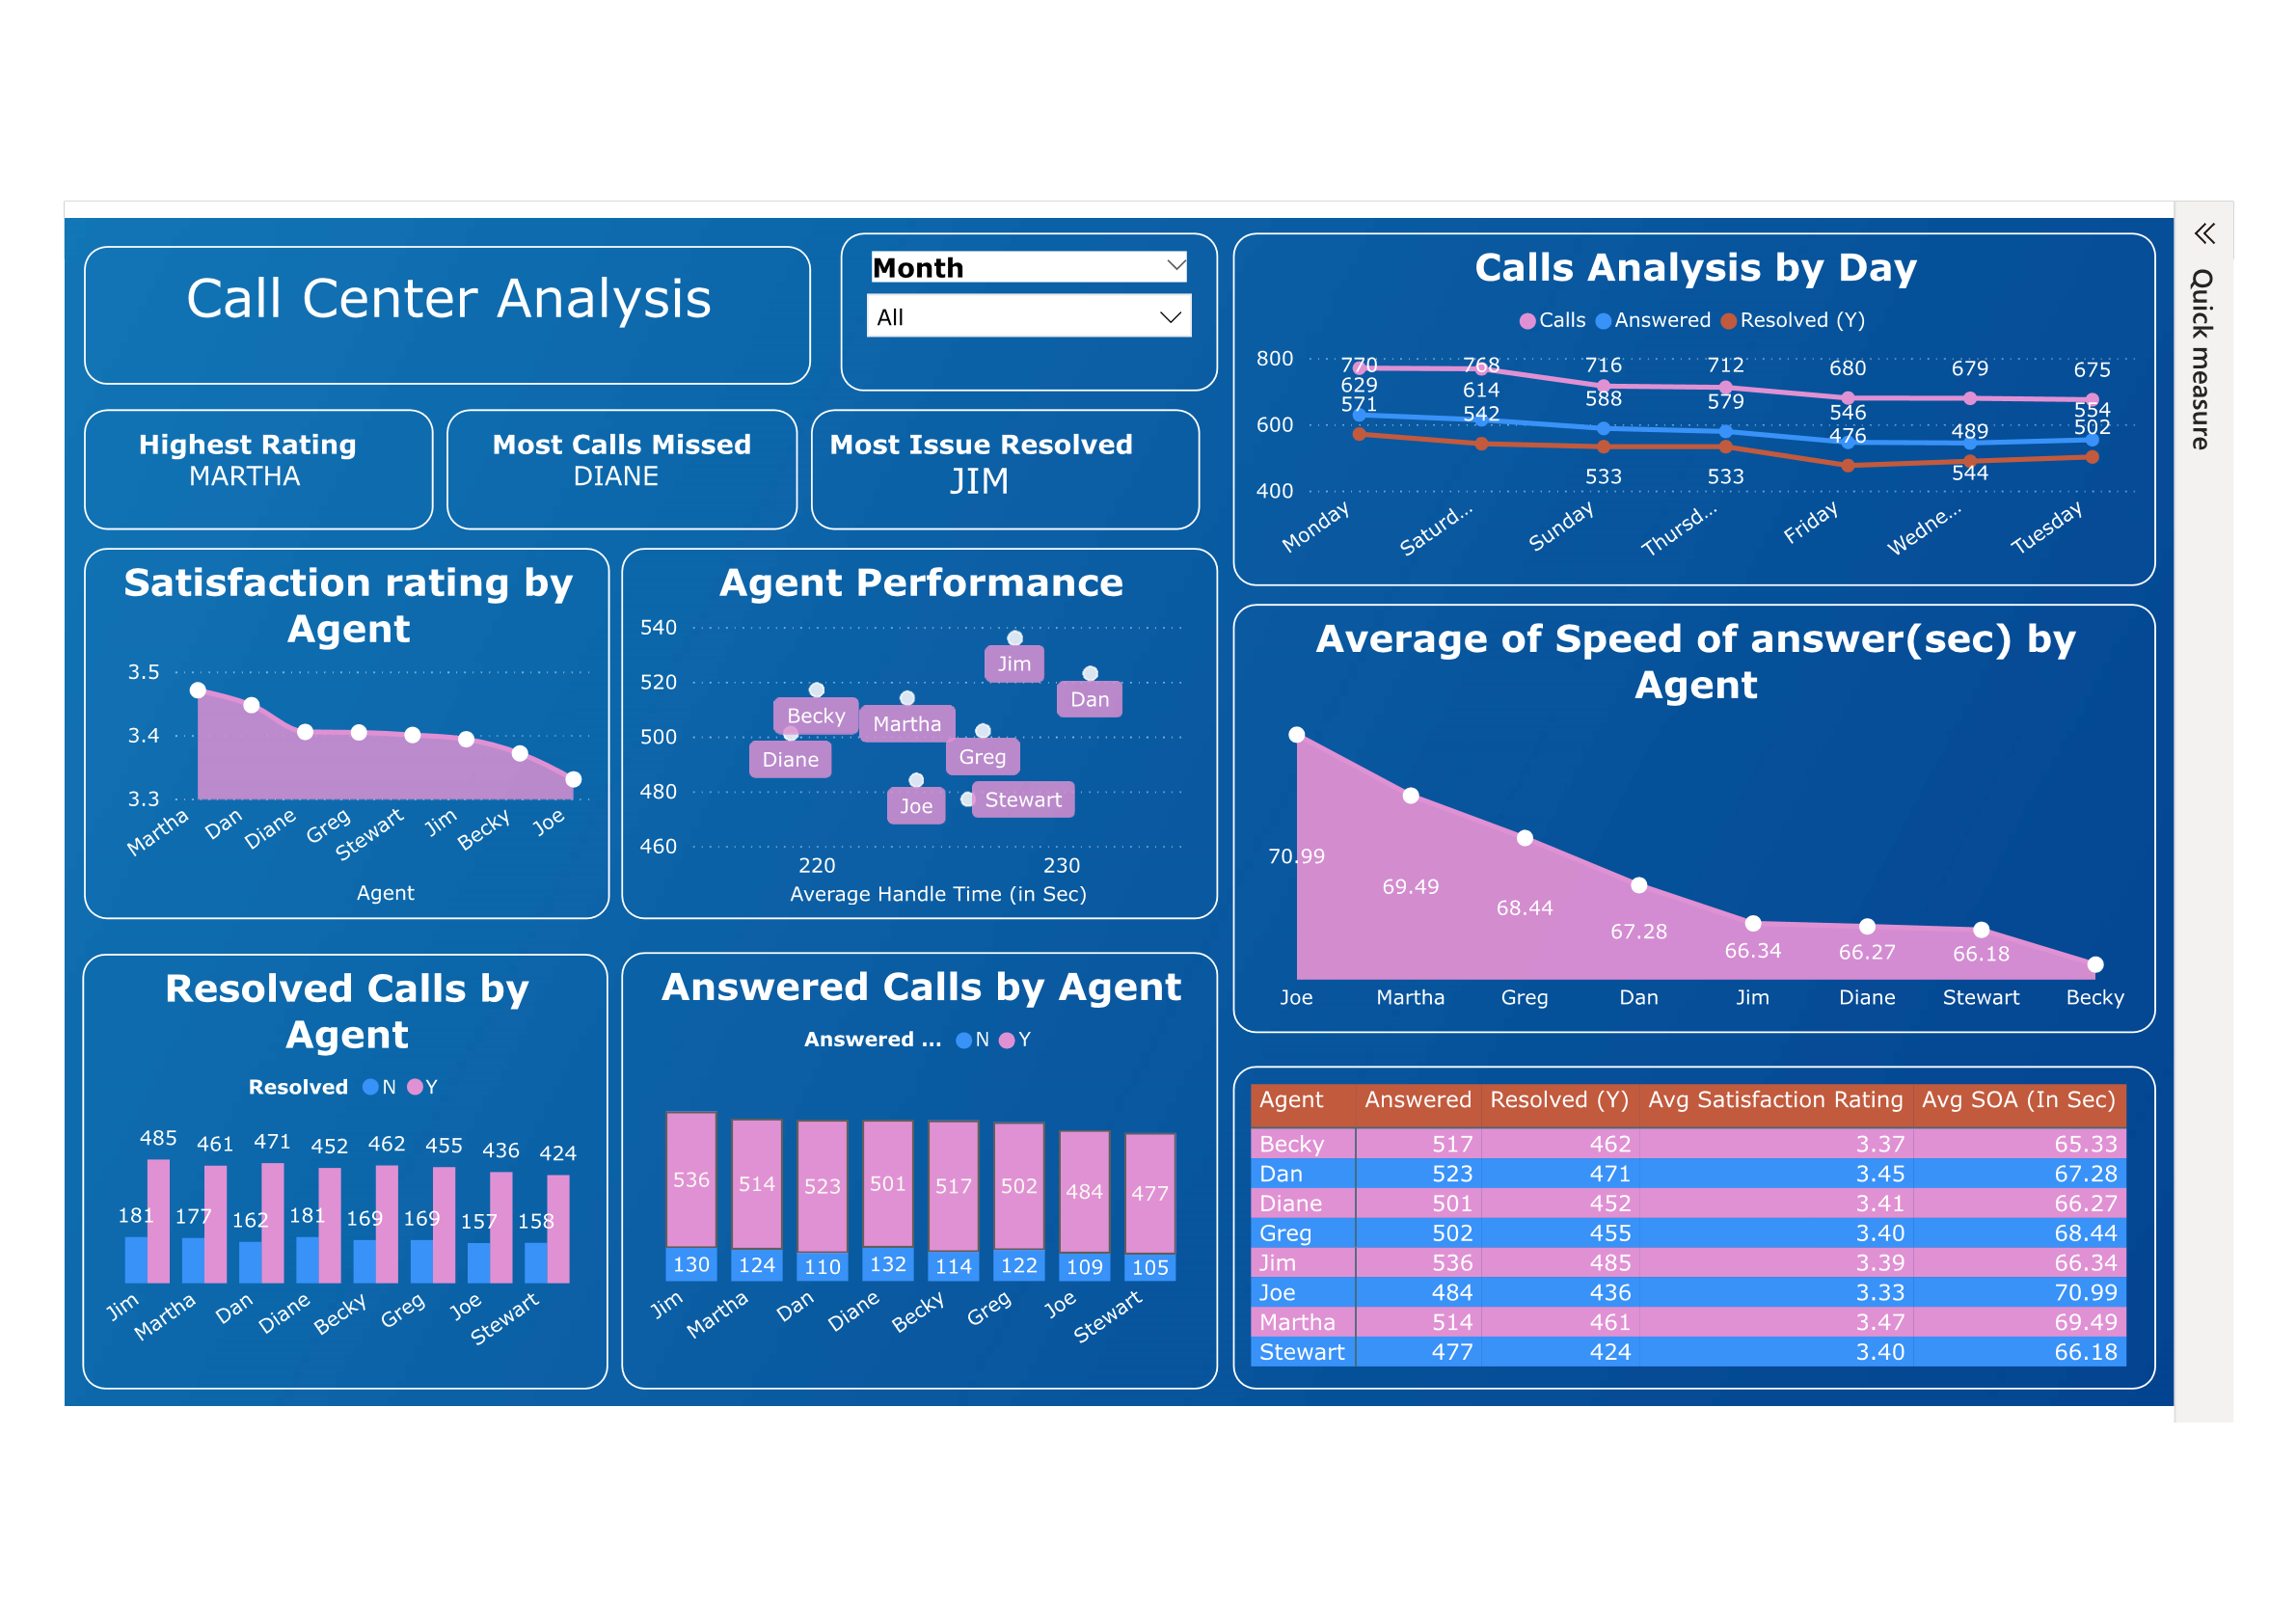 Call Center Analysis
Month
All
Highest Rating
MARTHA
Most Calls Missed
DIANE
Most Issue Resolved
JIM
Calls Analysis by Day
Calls Answered Resolved (Y)
800
600
400
770 768 716 712 680 679 675
629 614 588 579 546 489 554
571 542 533 533 476 544 502
Monday Saturd... Sunday Thursd... Friday Wedne... Tuesday
Quick measure
Satisfaction rating by
Agent
3.5
3.4
3.3
Martha Dan Diane Greg Stewart Jim Becky Joe
Agent
Agent Performance
540
520
500
480
460
Jim
Dan
Becky
Martha
Diane
Greg
Joe
Stewart
220 230
Average Handle Time (in Sec)
Average of Speed of answer(sec) by
Agent
70.99
69.49
68.44
67.28
66.34
66.27
66.18
Joe Martha Greg Dan Jim Diane Stewart Becky
Resolved Calls by
Agent
Resolved N Y
485 461 471 452 462 455 436 424
181 177 162 181 169 169 157 158
Jim Martha Dan Diane Becky Greg Joe Stewart
Answered Calls by Agent
Answered ... N Y
536 514 523 501 517 502 484 477
130 124 110 132 114 122 109 105
Jim Martha Dan Diane Becky Greg Joe Stewart
Agent Answered Resolved (Y) Avg Satisfaction Rating Avg SOA (In Sec)
Becky 517 462 3.37 65.33
Dan 523 471 3.45 67.28
Diane 501 452 3.41 66.27
Greg 502 455 3.40 68.44
Jim 536 485 3.39 66.34
Joe 484 436 3.33 70.99
Martha 514 461 3.47 69.49
Stewart 477 424 3.40 66.18